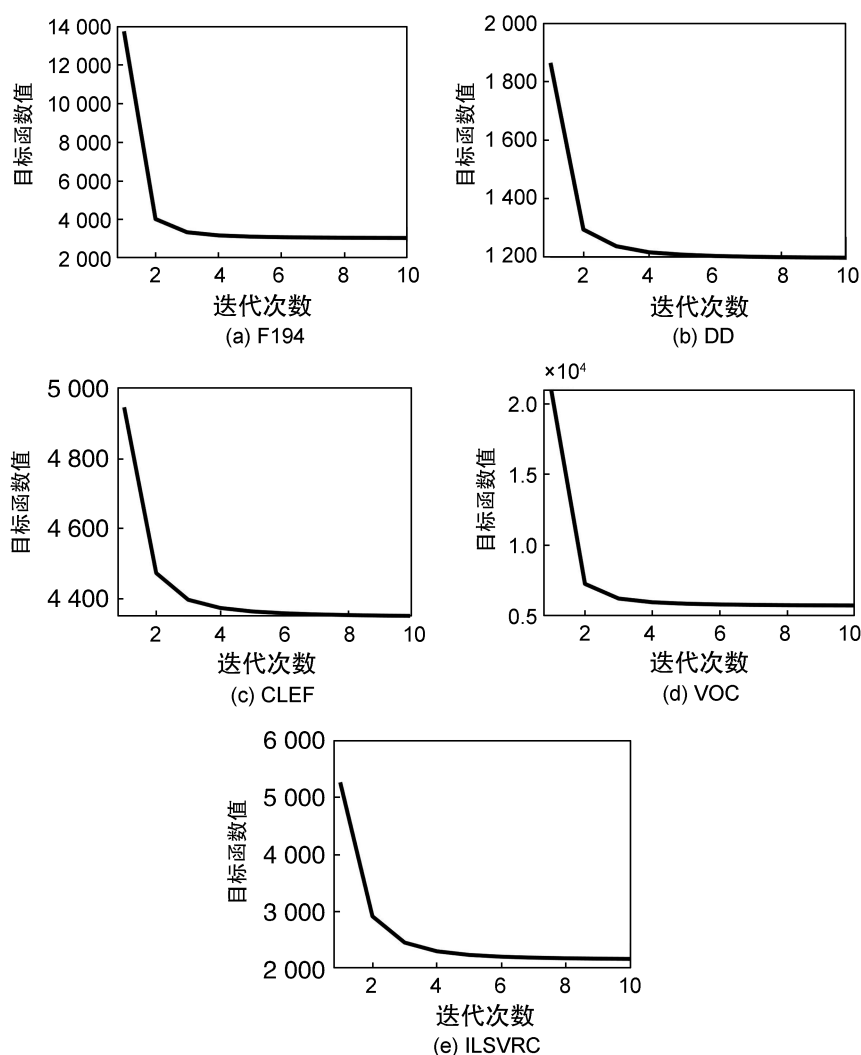 14 000
12 000
10 000
8 000
6 000
4 000
2 000
目标函数值
2 4 6 8 10
迭代次数
(a) F194
2 000
1 800
1 600
1 400
1 200
目标函数值
2 4 6 8 10
迭代次数
(b) DD
5 000
4 800
4 600
4 400
目标函数值
2 4 6 8 10
迭代次数
(c) CLEF
×10⁴
2.0
1.5
1.0
0.5
目标函数值
2 4 6 8 10
迭代次数
(d) VOC
6 000
5 000
4 000
3 000
2 000
目标函数值
2 4 6 8 10
迭代次数
(e) ILSVRC